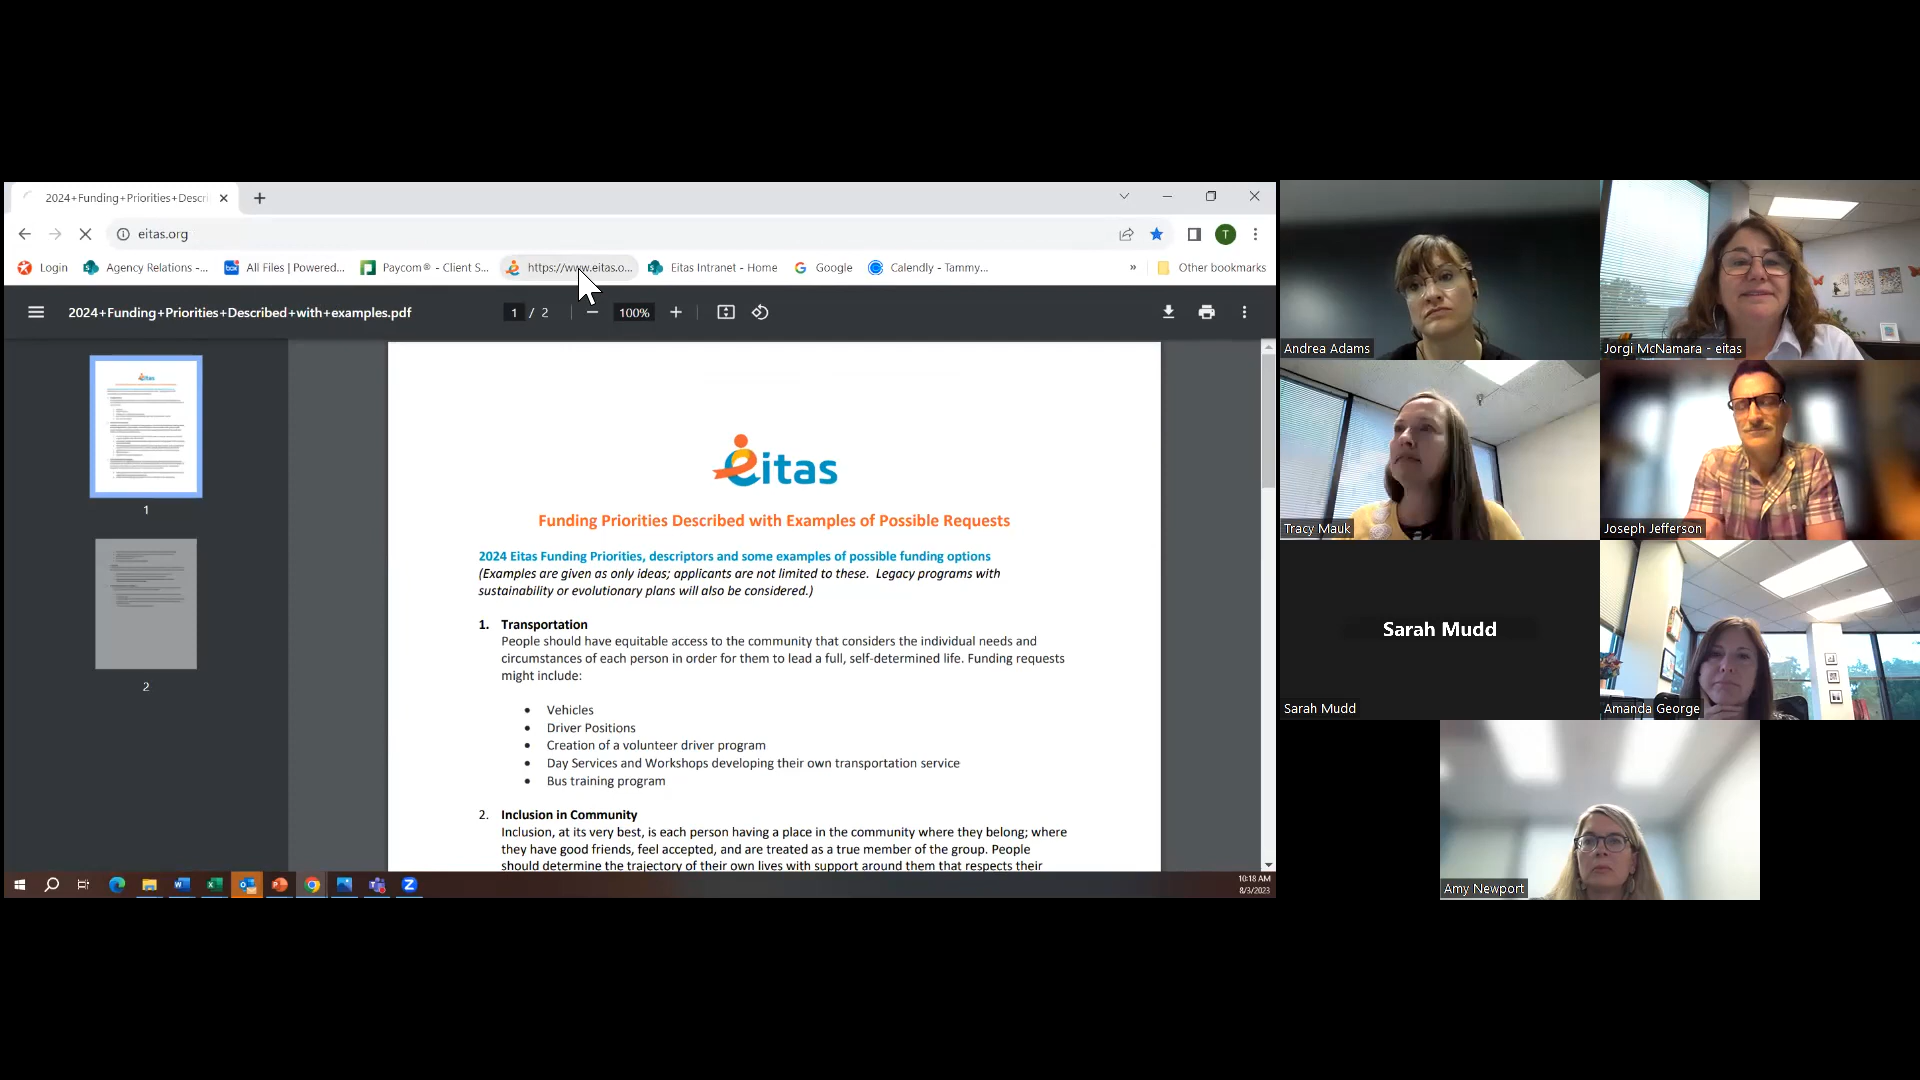 2024+Funding+Priorities+Descri
eitas.org
T
Login
Agency Relations -...
All Files | Powered...
Paycom® - Client S...
https://www.eitas.o...
Eitas Intranet - Home
Google
Calendly - Tammy...
»
Other bookmarks
2024+Funding+Priorities+Described+with+examples.pdf
1 / 2
100%
1
2
eitas
Funding Priorities Described with Examples of Possible Requests
2024 Eitas Funding Priorities, descriptors and some examples of possible funding options
(Examples are given as only ideas; applicants are not limited to these. Legacy programs with
sustainability or evolutionary plans will also be considered.)
1. Transportation
People should have equitable access to the community that considers the individual needs and
circumstances of each person in order for them to lead a full, self-determined life. Funding requests
might include:
• Vehicles
• Driver Positions
• Creation of a volunteer driver program
• Day Services and Workshops developing their own transportation service
• Bus training program
2. Inclusion in Community
Inclusion, at its very best, is each person having a place in the community where they belong; where
they have good friends, feel accepted, and are treated as a true member of the group. People
should determine the trajectory of their own lives with support around them that respects their
10:18 AM
8/3/2023
Andrea Adams
Jorgi McNamara - eitas
Tracy Mauk
Joseph Jefferson
Sarah Mudd
Sarah Mudd
Amanda George
Amy Newport